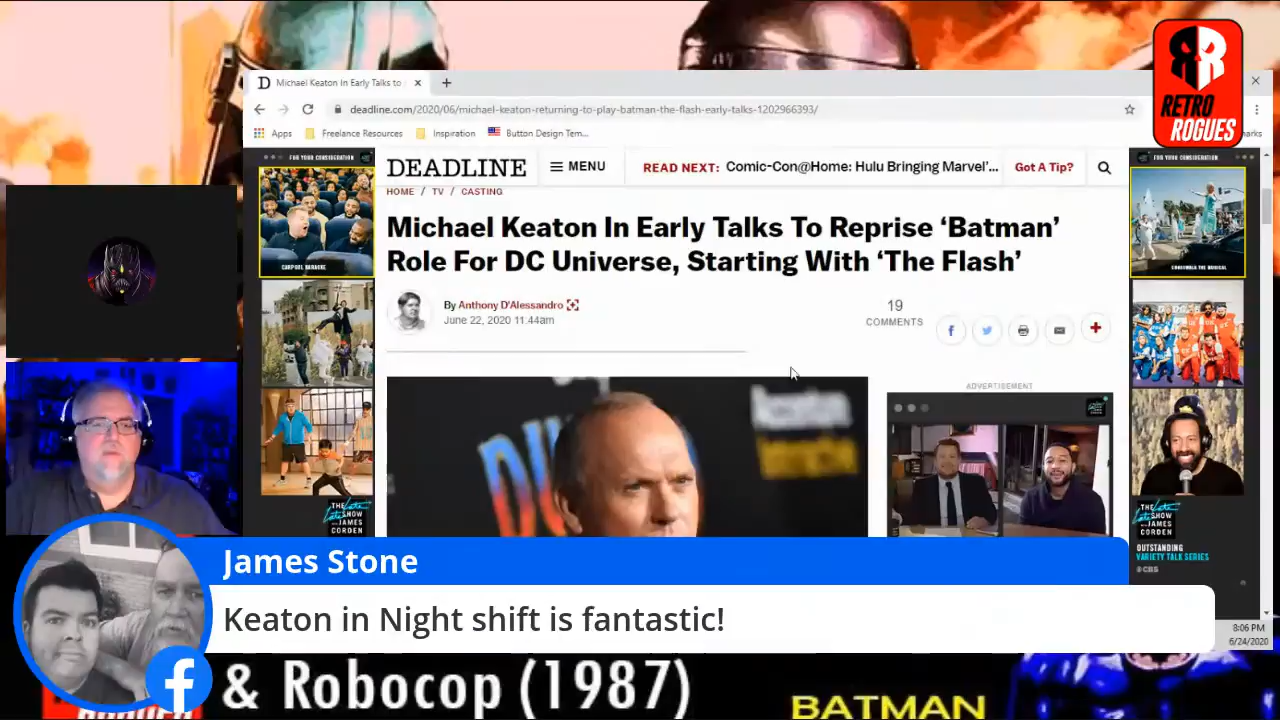 RETRO
ROGUES
Michael Keaton In Early Talks to
deadline.com/2020/06/michael-keaton-returning-to-play-batman-the-flash-early-talks-1202966393/
Apps
Freelance Resources
Inspiration
Button Design Tem...
FOR YOUR CONSIDERATION
DEADLINE
MENU
READ NEXT: Comic-Con@Home: Hulu Bringing Marvel'...
Got A Tip?
FOR YOUR CONSIDERATION
HOME / TV / CASTING
Michael Keaton In Early Talks To Reprise ‘Batman’
Role For DC Universe, Starting With ‘The Flash’
CARPOOL KARAOKE
CROSSWALK THE MUSICAL
By Anthony D'Alessandro
June 22, 2020 11:44am
19
COMMENTS
ADVERTISEMENT
THE
LATE LATE
SHOW
WITH JAMES
CORDEN
THE
LATE LATE
SHOW
WITH JAMES
CORDEN
OUTSTANDING
VARIETY TALK SERIES
CBS
James Stone
Keaton in Night shift is fantastic!
8:06 PM
6/24/2020
& Robocop (1987)
BATMAN